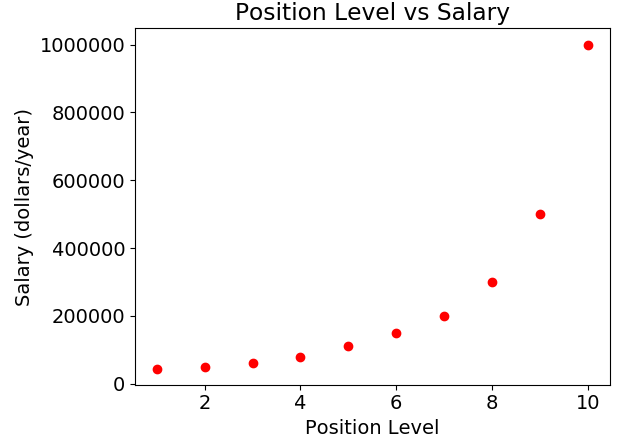 Position Level vs Salary
1000000
800000
600000
400000
200000
0
Salary (dollars/year)
2 4 6 8 10
Position Level